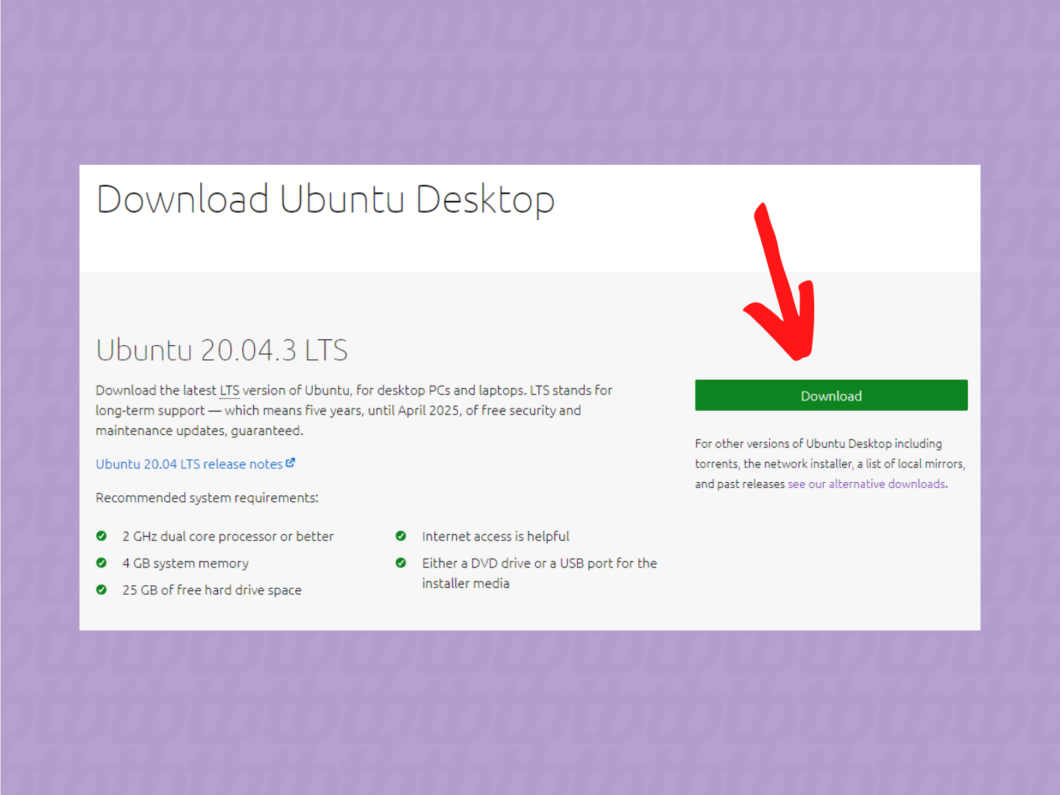 Download Ubuntu Desktop
Ubuntu 20.04.3 LTS
Download the latest LTS version of Ubuntu, for desktop PCs and laptops. LTS stands for
long-term support — which means five years, until April 2025, of free security and
maintenance updates, guaranteed.
Ubuntu 20.04 LTS release notes
Recommended system requirements:
2 GHz dual core processor or better
4 GB system memory
25 GB of free hard drive space
Internet access is helpful
Either a DVD drive or a USB port for the
installer media
Download
For other versions of Ubuntu Desktop including
torrents, the network installer, a list of local mirrors,
and past releases see our alternative downloads.